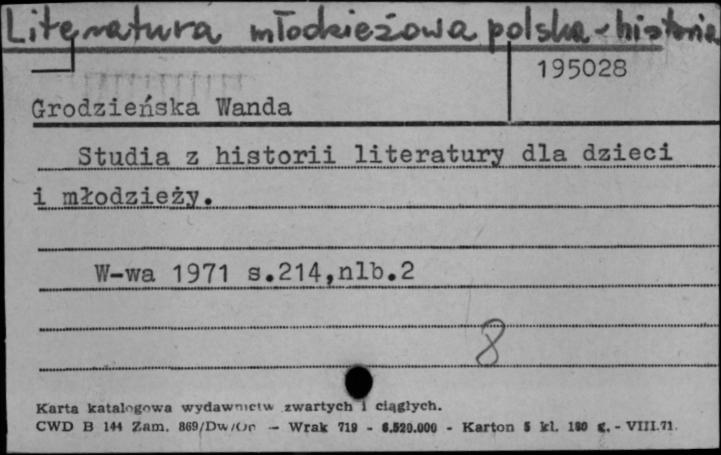 Literatura młodzieżowa polska - historia
195028
Grodzieńska Wanda
Studia z historii literatury dla dzieci
i młodzieży.
W-wa 1971 s.214,nlb.2
8
Karta katalogowa wydawnictw zwartych i ciągłych.
CWD B 144 Zam. 869/Dw/Or - Wrak 719 - 6.520.000 - Karton 5 kl. 180 g. - VIII.71.